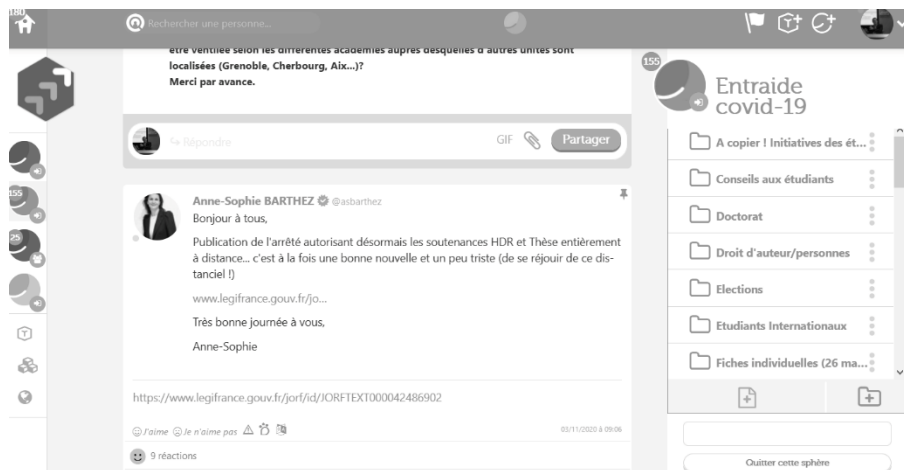 180
Rechercher une personne...
être ventilée selon les différentes académies auprès desquelles d'autres unités sont
localisées (Grenoble, Cherbourg, Aix...)?
Merci par avance.
Répondre
GIF
Partager
Anne-Sophie BARTHEZ @asbarthez
Bonjour à tous,
Publication de l'arrêté autorisant désormais les soutenances HDR et Thèse entièrement
à distance... c'est à la fois une bonne nouvelle et un peu triste (de se réjouir de ce dis-
tanciel !)
www.legifrance.gouv.fr/jo...
Très bonne journée à vous,
Anne-Sophie
https://www.legifrance.gouv.fr/jorf/id/JORFTEXT000042486902
J'aime Je n'aime pas
03/11/2020 à 09:06
9 réactions
155
25
155
Entraide
covid-19
A copier ! Initiatives des ét...
Conseils aux étudiants
Doctorat
Droit d'auteur/personnes
Elections
Etudiants Internationaux
Fiches individuelles (26 ma...
Quitter cette sphère